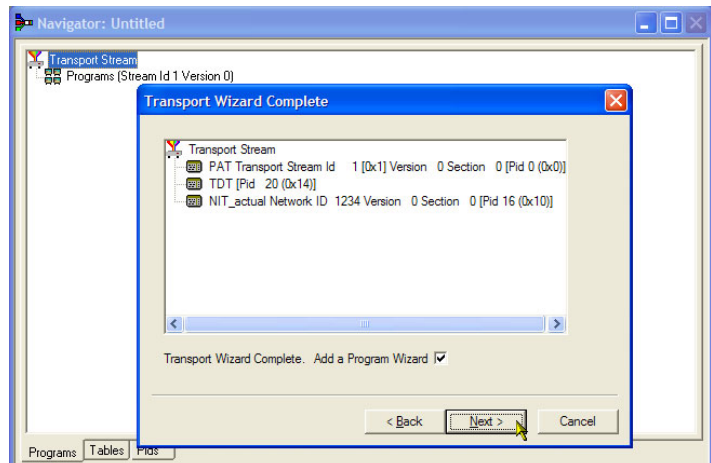 Navigator: Untitled
Transport Stream
Programs (Stream Id 1 Version 0)
Transport Wizard Complete
Transport Stream
PAT Transport Stream Id 1 [0x1] Version 0 Section 0 [Pid 0 (0x0)]
TDT [Pid 20 (0x14)]
NIT_actual Network ID 1234 Version 0 Section 0 [Pid 16 (0x10)]
Transport Wizard Complete. Add a Program Wizard
< Back Next > Cancel
Programs Tables Pids